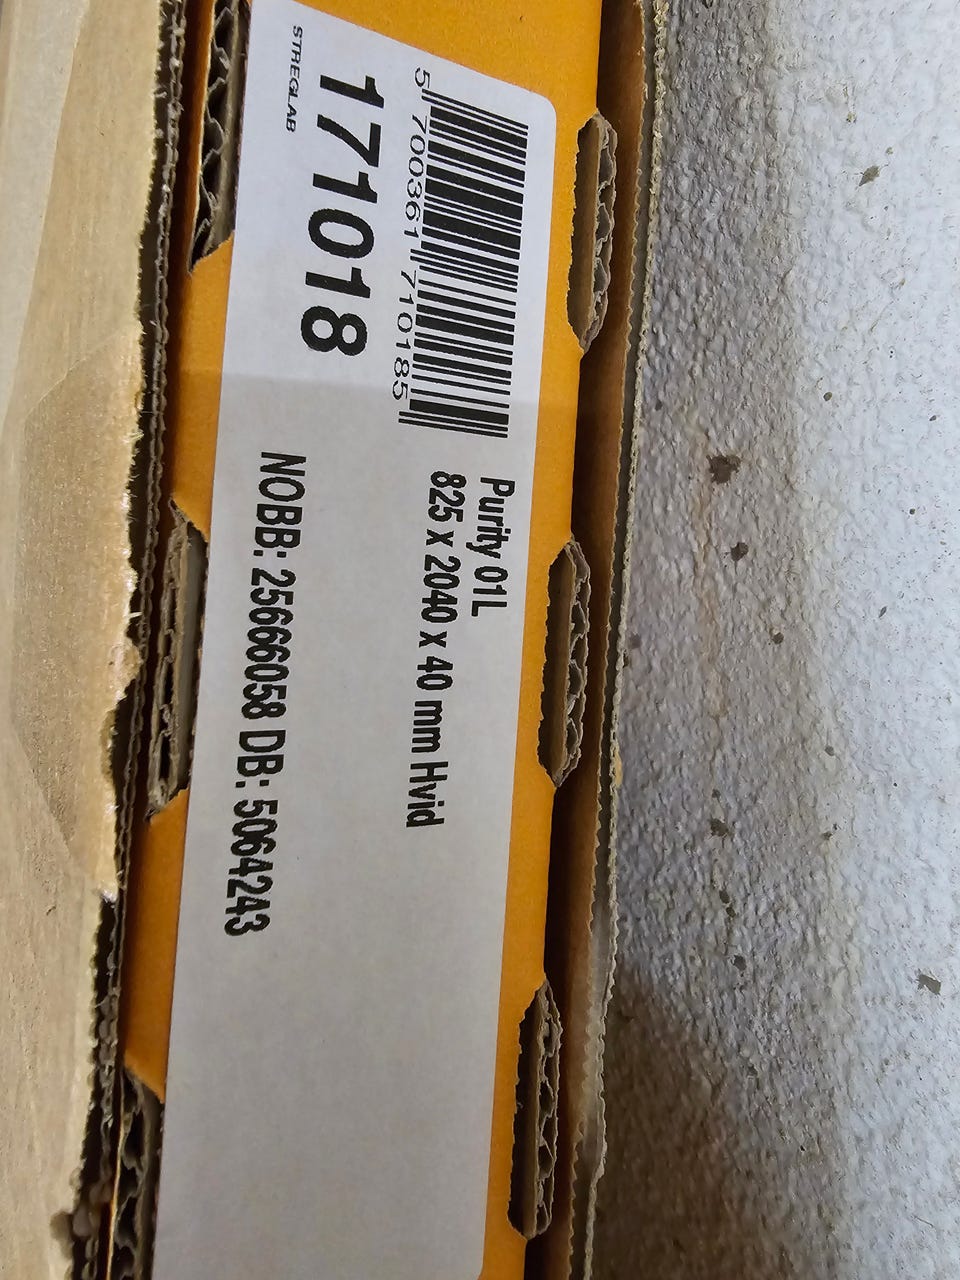 5 700361 710185
171018
STREGLAB
Purity 01L
825 x 2040 x 40 mm Hvid
NOBB: 25666058 DB: 5064243